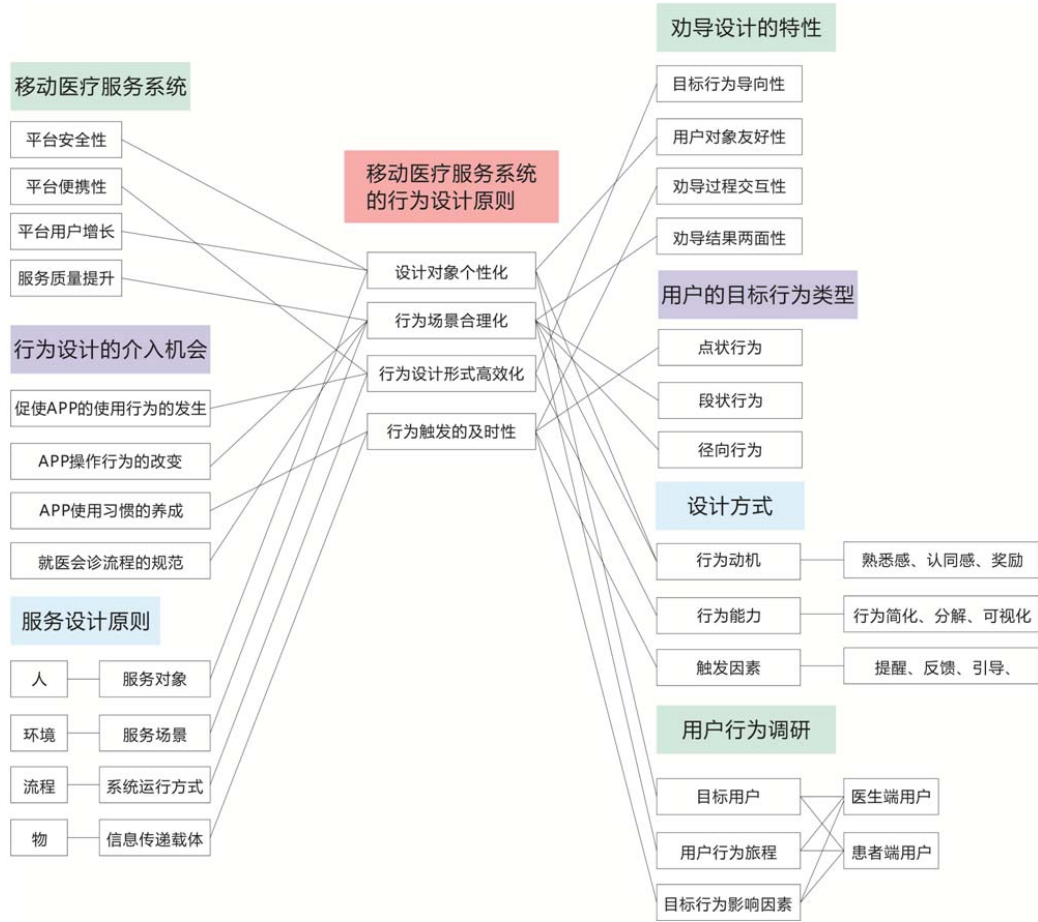 移动医疗服务系统
平台安全性
平台便携性
平台用户增长
服务质量提升
行为设计的介入机会
促使APP的使用行为的发生
APP操作行为的改变
APP使用习惯的养成
就医会诊流程的规范
服务设计原则
人
服务对象
环境
服务场景
流程
系统运行方式
物
信息传递载体
移动医疗服务系统
的行为设计原则
设计对象个性化
行为场景合理化
行为设计形式高效化
行为触发的及时性
劝导设计的特性
目标行为导向性
用户对象友好性
劝导过程交互性
劝导结果两面性
用户的目标行为类型
点状行为
段状行为
径向行为
设计方式
行为动机
熟悉感、认同感、奖励
行为能力
行为简化、分解、可视化
触发因素
提醒、反馈、引导、
用户行为调研
目标用户
医生端用户
用户行为旅程
患者端用户
目标行为影响因素